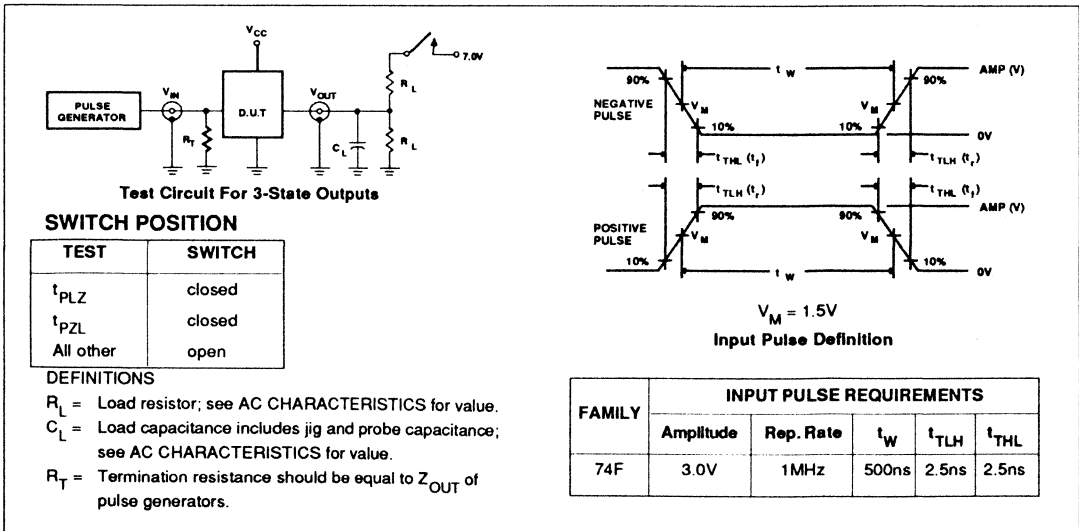 VCC
7.0V
RL
PULSE GENERATOR
VIN
D.U.T
VOUT
RT
CL
RL
Test Circuit For 3-State Outputs
SWITCH POSITION
TEST SWITCH
tPLZ closed
tPZL closed
All other open
DEFINITIONS
RL = Load resistor; see AC CHARACTERISTICS for value.
CL = Load capacitance includes jig and probe capacitance;
see AC CHARACTERISTICS for value.
RT = Termination resistance should be equal to ZOUT of
pulse generators.
90% tW 90% AMP (V)
NEGATIVE PULSE
VM VM
10% 10% 0V
tTHL (tf) tTLH (tr)
tTLH (tr) tTHL (tf)
90% 90% AMP (V)
POSITIVE PULSE
VM VM
10% tW 10% 0V
VM = 1.5V
Input Pulse Definition
FAMILY INPUT PULSE REQUIREMENTS
Amplitude Rep. Rate tW tTLH tTHL
74F 3.0V 1MHz 500ns 2.5ns 2.5ns